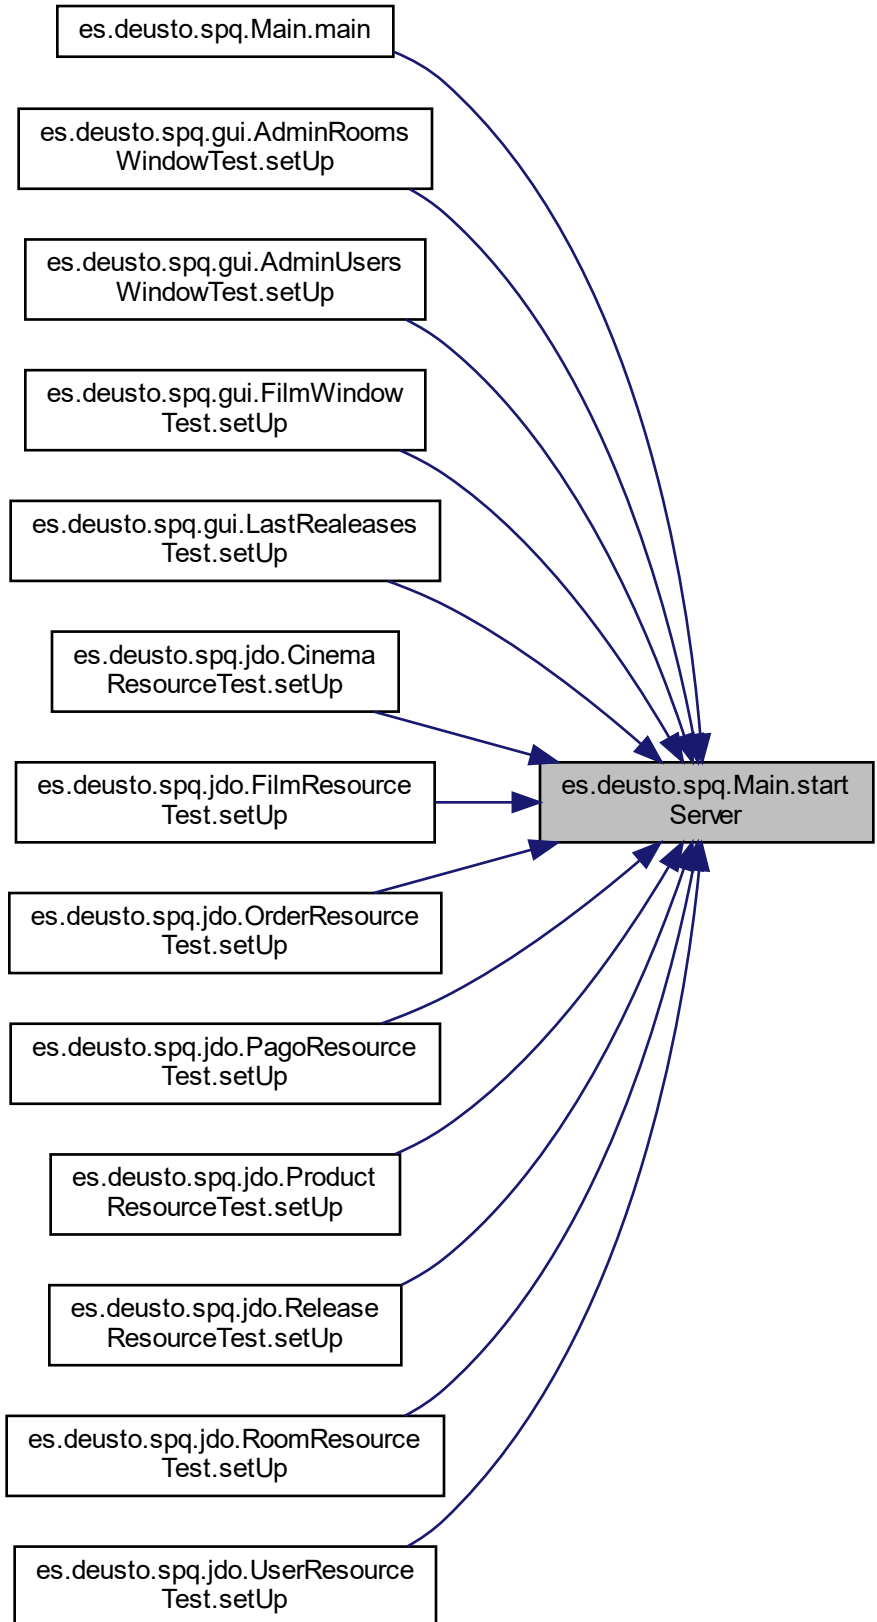 es.deusto.spq.Main.main
es.deusto.spq.gui.AdminRooms
WindowTest.setUp
es.deusto.spq.gui.AdminUsers
WindowTest.setUp
es.deusto.spq.gui.FilmWindow
Test.setUp
es.deusto.spq.gui.LastRealeases
Test.setUp
es.deusto.spq.jdo.Cinema
ResourceTest.setUp
es.deusto.spq.jdo.FilmResource
Test.setUp
es.deusto.spq.Main.start
Server
es.deusto.spq.jdo.OrderResource
Test.setUp
es.deusto.spq.jdo.PagoResource
Test.setUp
es.deusto.spq.jdo.Product
ResourceTest.setUp
es.deusto.spq.jdo.Release
ResourceTest.setUp
es.deusto.spq.jdo.RoomResource
Test.setUp
es.deusto.spq.jdo.UserResource
Test.setUp